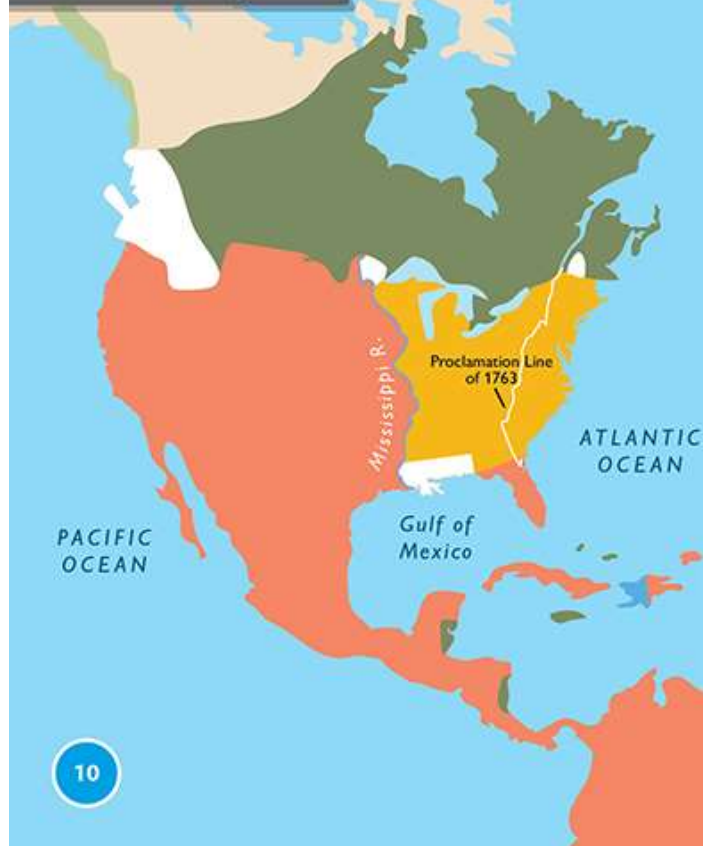 Mississippi R.
Proclamation Line
of 1763
ATLANTIC
OCEAN
Gulf of
Mexico
PACIFIC
OCEAN
10